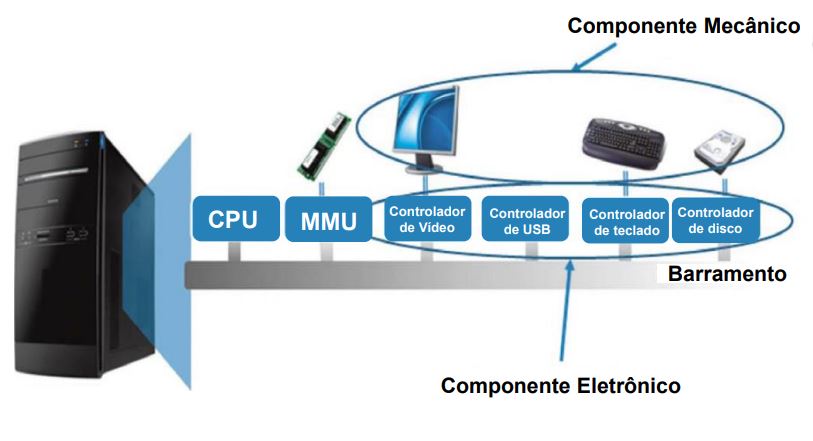 Componente Mecânico
CPU
MMU
Controlador
de Vídeo
Controlador
de USB
Controlador
de teclado
Controlador
de disco
Barramento
Componente Eletrônico